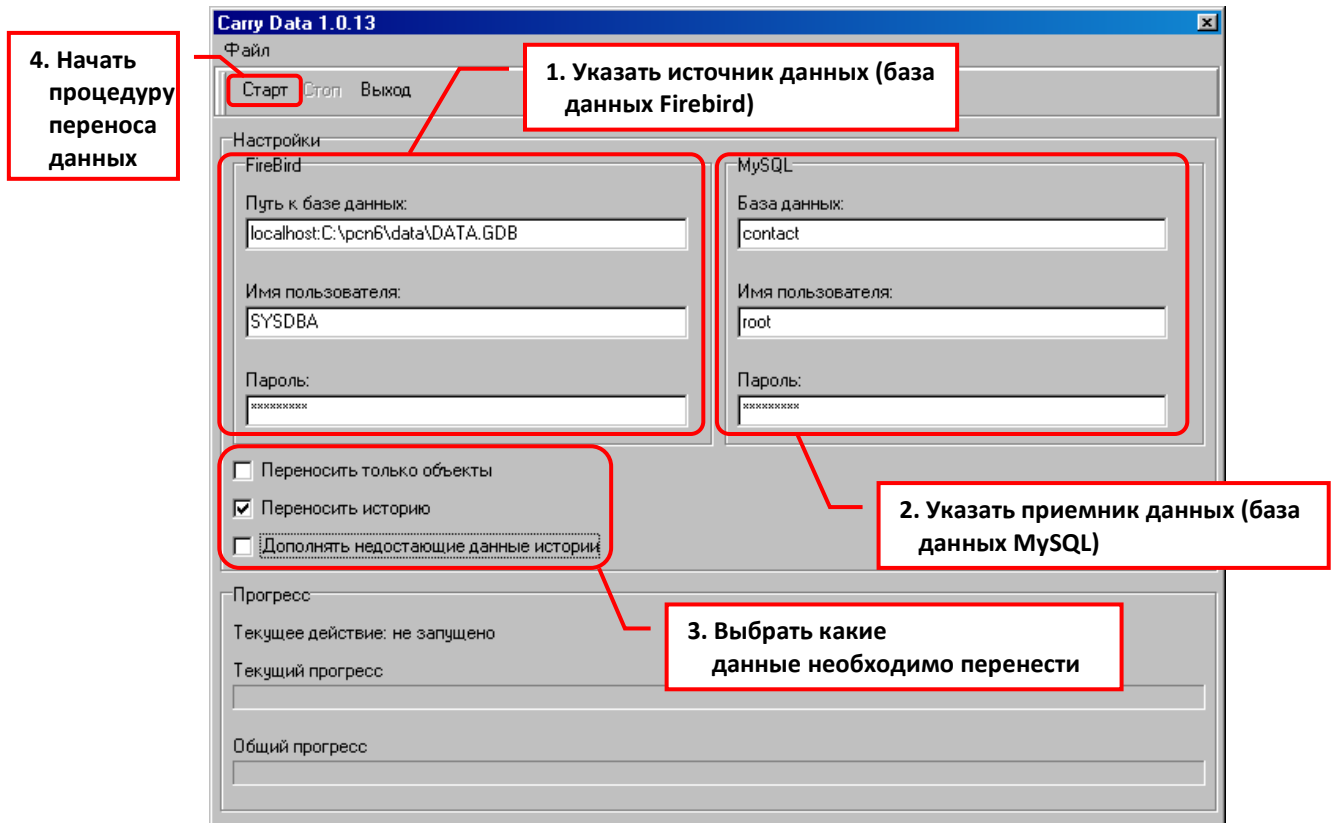 Carry Data 1.0.13
Файл
Старт Стоп Выход
4. Начать
процедуру
переноса
данных
1. Указать источник данных (база
данных Firebird)
Настройки
FireBird
Путь к базе данных:
localhost:C:\pcn6\data\DATA.GDB
Имя пользователя:
SYSDBA
Пароль:
*********
MySQL
База данных:
contact
Имя пользователя:
root
Пароль:
*********
Переносить только объекты
Переносить историю
Дополнять недостающие данные истории
2. Указать приемник данных (база
данных MySQL)
3. Выбрать какие
данные необходимо перенести
Прогресс
Текущее действие: не запущено
Текущий прогресс
Общий прогресс